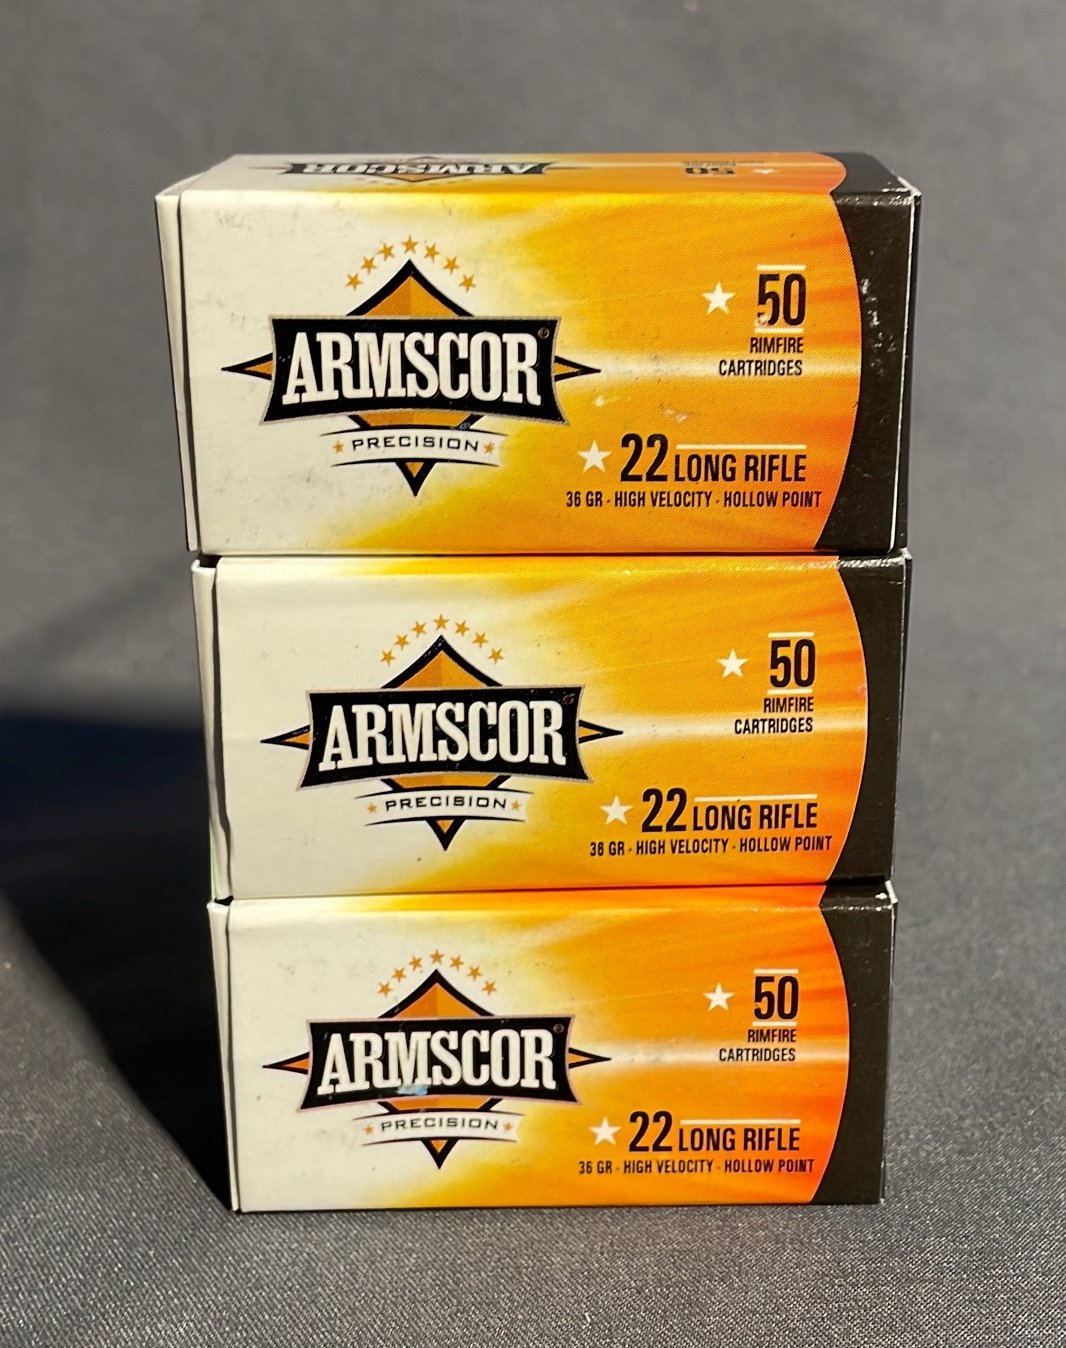 ARMSCOR
50
ARMSCOR®
PRECISION
50
RIMFIRE
CARTRIDGES
22 LONG RIFLE
36 GR - HIGH VELOCITY - HOLLOW POINT
ARMSCOR®
PRECISION
50
RIMFIRE
CARTRIDGES
22 LONG RIFLE
36 GR - HIGH VELOCITY - HOLLOW POINT
ARMSCOR®
PRECISION
50
RIMFIRE
CARTRIDGES
22 LONG RIFLE
36 GR - HIGH VELOCITY - HOLLOW POINT